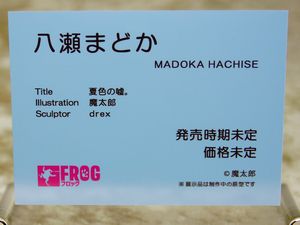 八瀬まどか
MADOKA HACHISE
Title 夏色の嘘。
Illustration 魔太郎
Sculptor drex
発売時期未定
価格未定
FROG
フロッグ
©魔太郎
※展示品は制作中の原型です